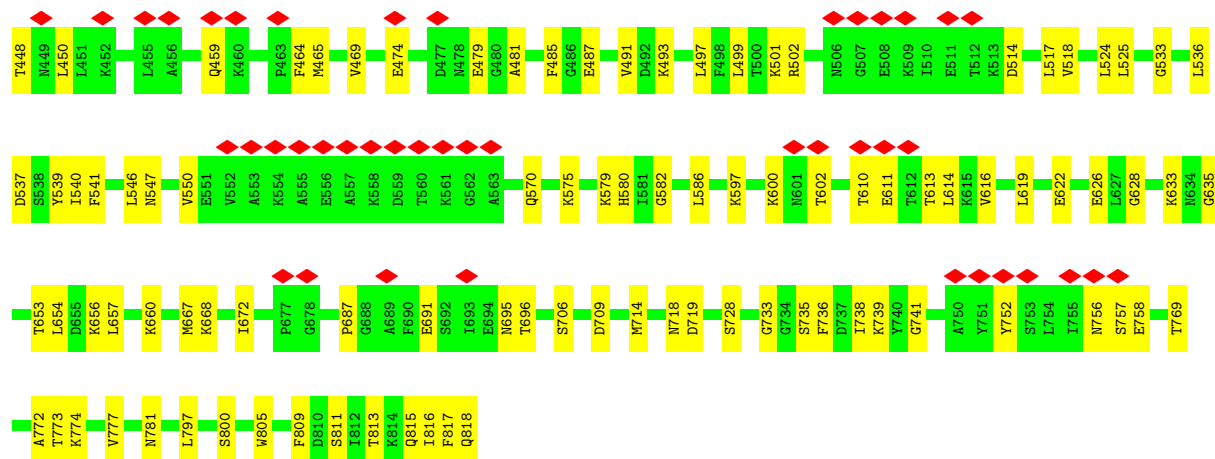 T448 N449 L450 L451 K452 L455 A456 Q459 K460 P463 F464 M465 V469 E474 D477 N478 E479 G480 A481 F485 G486 E487 V491 D492 K493 L497 F498 L499 T500 K501 R502 N506 G507 E508 K509 I510 E511 T512 K513 D514 L517 V518 L524 L525 G533 L536
D537 S538 Y539 I540 F541 L546 N547 V550 E551 V552 A553 K554 A555 E556 A557 K558 D559 T560 K561 G562 A563 Q570 K575 K579 H580 I581 G582 L586 K597 K600 N601 T602 T610 E611 T612 T613 L614 K615 V616 L619 E622 E626 L627 G628 K633 N634 G635
T653 L654 D655 K656 L657 K660 M667 K668 I672 P677 G678 P687 G688 A689 F690 E691 S692 I693 E694 N695 T696 S706 D709 M714 N718 D719 S728 G733 G734 S735 F736 D737 I738 K739 Y740 G741 A750 Y751 Y752 S753 L754 I755 N756 S757 E758 T769
A772 T773 K774 V777 N781 L797 S800 W805 F809 D810 S811 I812 T813 K814 Q815 I816 F817 Q818